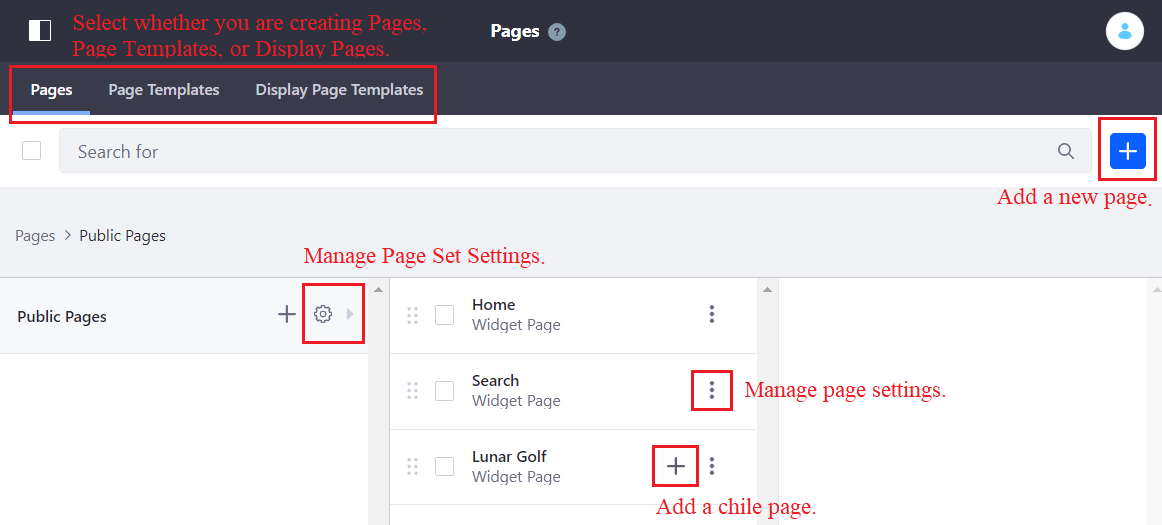 Select whether you are creating Pages,
Page Templates, or Display Pages.
Pages ?
Pages Page Templates Display Page Templates
Search for
Add a new page.
Pages > Public Pages
Manage Page Set Settings.
Public Pages
Home
Widget Page
Search
Widget Page
Manage page settings.
Lunar Golf
Widget Page
Add a chile page.